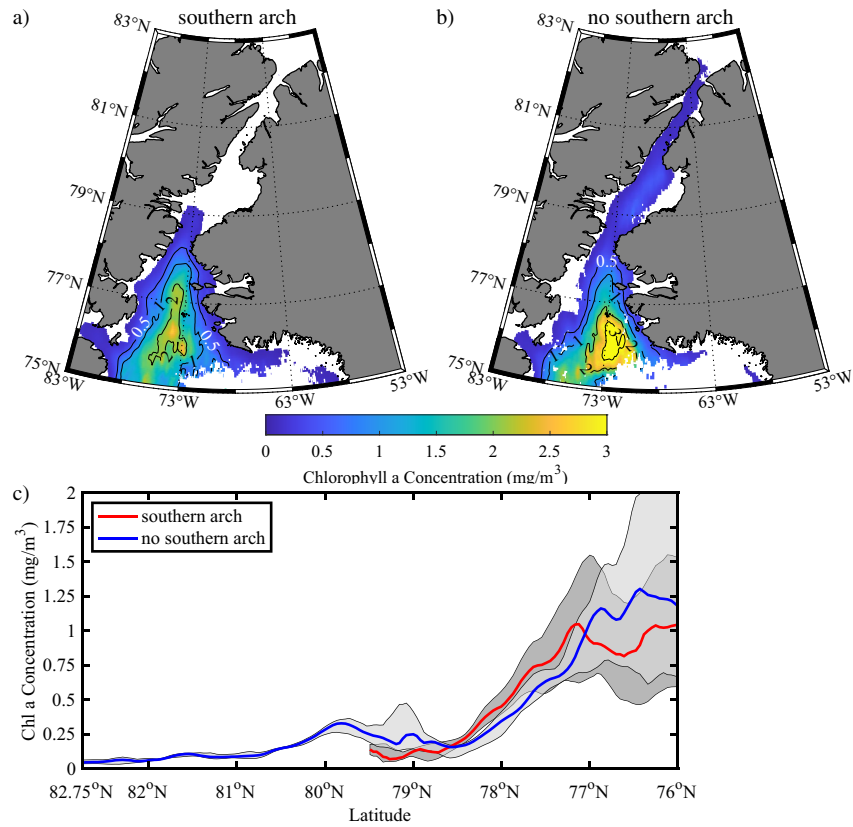 a)
southern arch
b)
no southern arch
83°N
81°N
79°N
77°N
75°N
83°W
73°W
63°W
53°W
0.5
0.5
1
2
83°N
81°N
79°N
77°N
75°N
83°W
73°W
63°W
53°W
0.5
1
0 0.5 1 1.5 2 2.5 3
Chlorophyll a Concentration (mg/m³)
c)
southern arch
no southern arch
Chl a Concentration (mg/m³)
2
1.75
1.5
1.25
1
0.75
0.5
0.25
0
82.75°N 82°N 81°N 80°N 79°N 78°N 77°N 76°N
Latitude